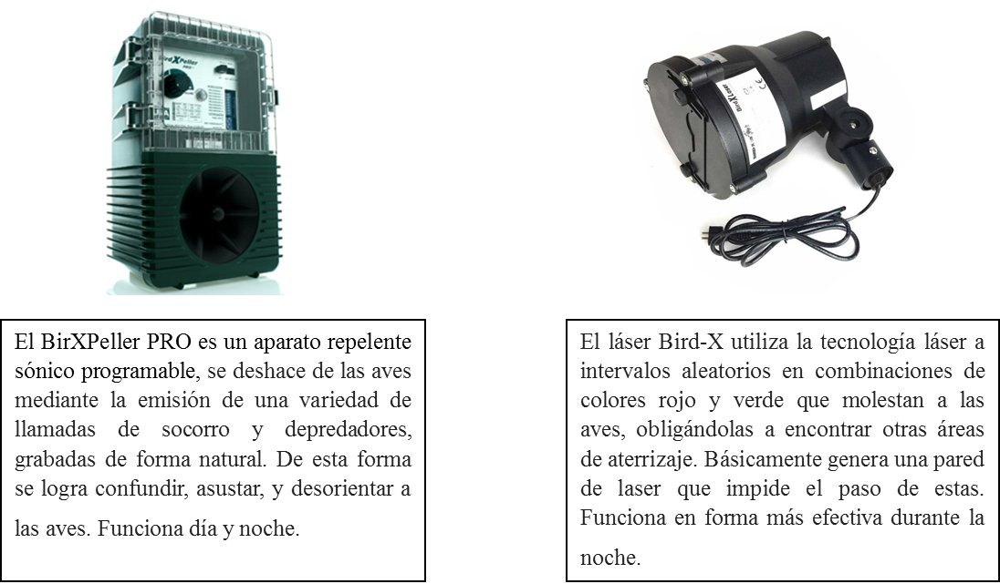 BirdXPeller
PRO
BirdXLaser
CE
El BirXPeller PRO es un aparato repelente
sónico programable, se deshace de las aves
mediante la emisión de una variedad de
llamadas de socorro y depredadores,
grabadas de forma natural. De esta forma
se logra confundir, asustar, y desorientar a
las aves. Funciona día y noche.
El láser Bird-X utiliza la tecnología láser a
intervalos aleatorios en combinaciones de
colores rojo y verde que molestan a las
aves, obligándolas a encontrar otras áreas
de aterrizaje. Básicamente genera una pared
de laser que impide el paso de estas.
Funciona en forma más efectiva durante la
noche.